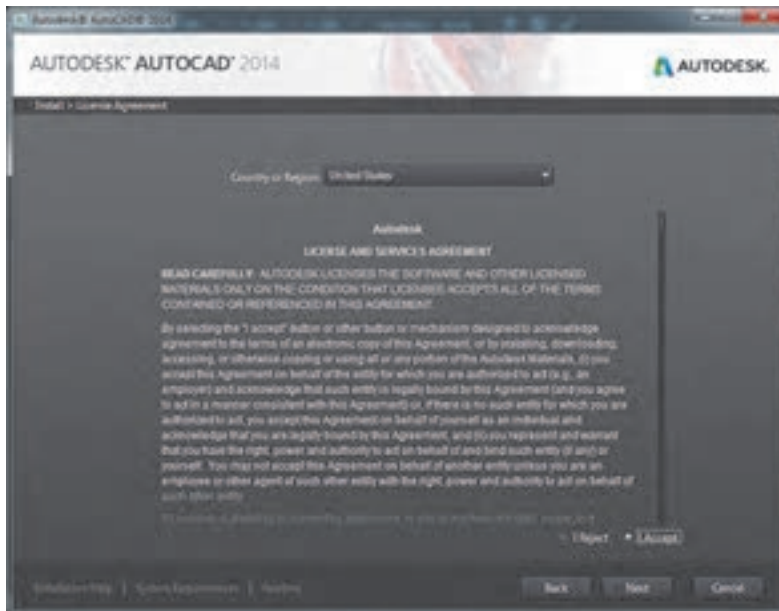 Autodesk® AutoCAD® 2014
AUTODESK® AUTOCAD® 2014
AUTODESK.
Install > License Agreement
Country or Region: United States
Autodesk
LICENSE AND SERVICES AGREEMENT
READ CAREFULLY: AUTODESK LICENSES THE SOFTWARE AND OTHER LICENSED
MATERIALS ONLY ON THE CONDITION THAT LICENSEE ACCEPTS ALL OF THE TERMS
CONTAINED OR REFERENCED IN THIS AGREEMENT.
By selecting the "I accept" button or other button or mechanism designed to acknowledge
agreement to the terms of an electronic copy of this Agreement, or by installing, downloading,
accessing, or otherwise copying or using all or any portion of the Autodesk Materials, (i) you
accept this Agreement on behalf of the entity for which you are authorized to act (e.g., an
employer) and acknowledge that such entity is legally bound by this Agreement (and you agree
to act in a manner consistent with this Agreement) or, if there is no such entity for which you are
authorized to act, you accept this Agreement on behalf of yourself as an individual and
acknowledge that you are legally bound by this Agreement, and (ii) you represent and warrant
that you have the right, power and authority to act on behalf of and bind such entity (if any) or
yourself. You may not accept this Agreement on behalf of another entity unless you are an
employee or other agent of such other entity with the right, power and authority to act on behalf of
such other entity.
I Reject I Accept
Installation Help | System Requirements |
Back Next Cancel